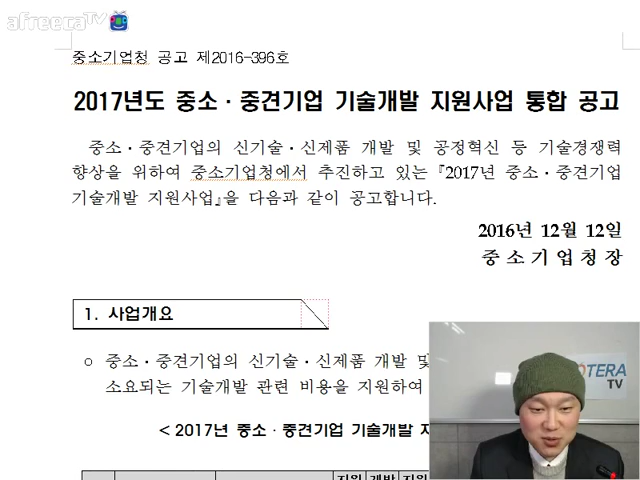 afreecaTV
중소기업청 공고 제2016-396호
2017년도 중소·중견기업 기술개발 지원사업 통합 공고
중소·중견기업의 신기술·신제품 개발 및 공정혁신 등 기술경쟁력
향상을 위하여 중소기업청에서 추진하고 있는 『2017년 중소·중견기업
기술개발 지원사업』을 다음과 같이 공고합니다.
2016년 12월 12일
중소기업청장
1. 사업개요
○ 중소·중견기업의 신기술·신제품 개발 및
소요되는 기술개발 관련 비용을 지원하여
< 2017년 중소·중견기업 기술개발
지원 개발 지원
OTERA
TV